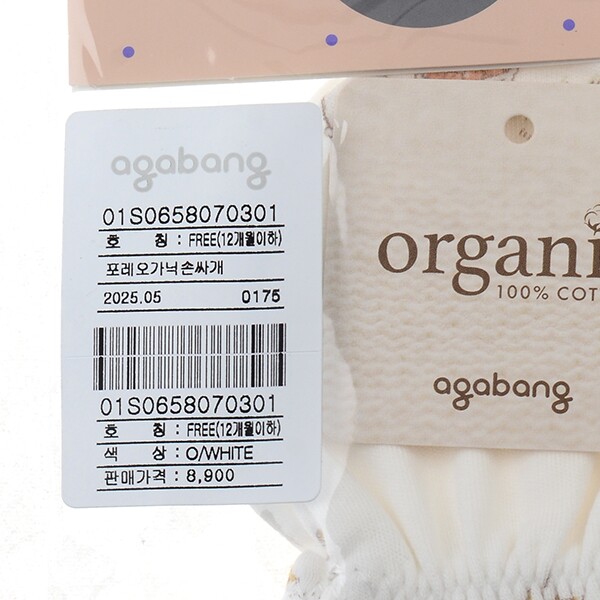 agabang
01S0658070301
호 칭 : FREE(12개월이하)
포레오가닉손싸개
2025.05 0175
01S0658070301
호 칭 : FREE(12개월이하)
색 상 : O/WHITE
판매가격 : 8,900
organi
100% COT
agabang